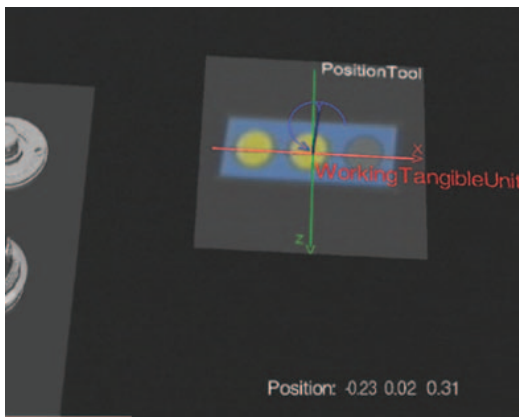 PositionTool
Y
X
WorkingTangibleUnit
Z
Position: -0.23 0.02 0.31